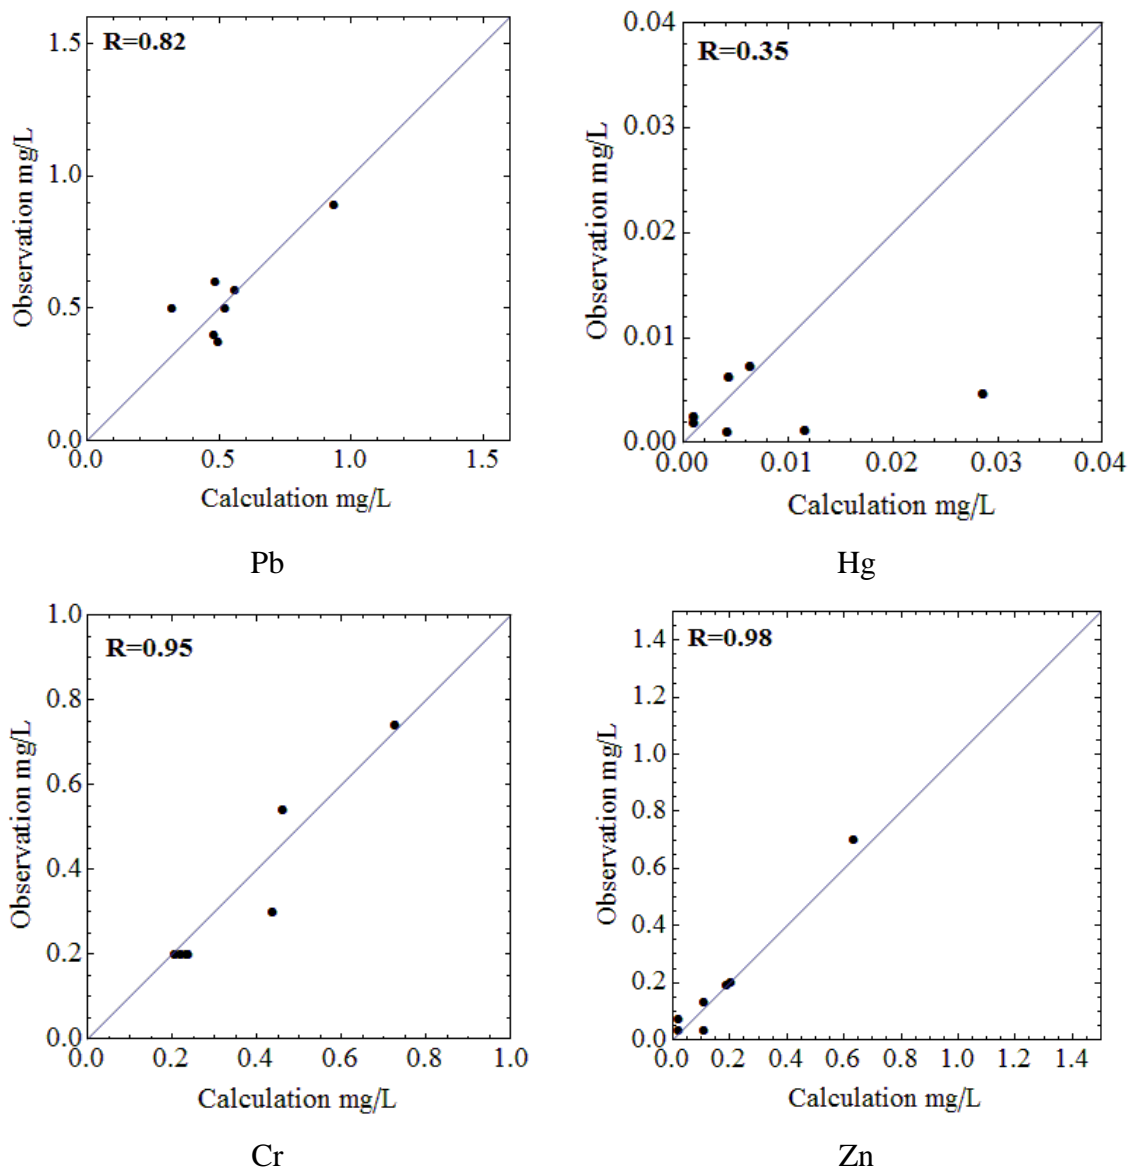 R=0.82
1.5
1.0
0.5
0.0
Observation mg/L
0.0 0.5 1.0 1.5
Calculation mg/L
Pb
R=0.35
0.04
0.03
0.02
0.01
0.00
Observation mg/L
0.00 0.01 0.02 0.03 0.04
Calculation mg/L
Hg
R=0.95
1.0
0.8
0.6
0.4
0.2
0.0
Observation mg/L
0.0 0.2 0.4 0.6 0.8 1.0
Calculation mg/L
Cr
R=0.98
1.4
1.2
1.0
0.8
0.6
0.4
0.2
0.0
Observation mg/L
0.0 0.2 0.4 0.6 0.8 1.0 1.2 1.4
Calculation mg/L
Zn